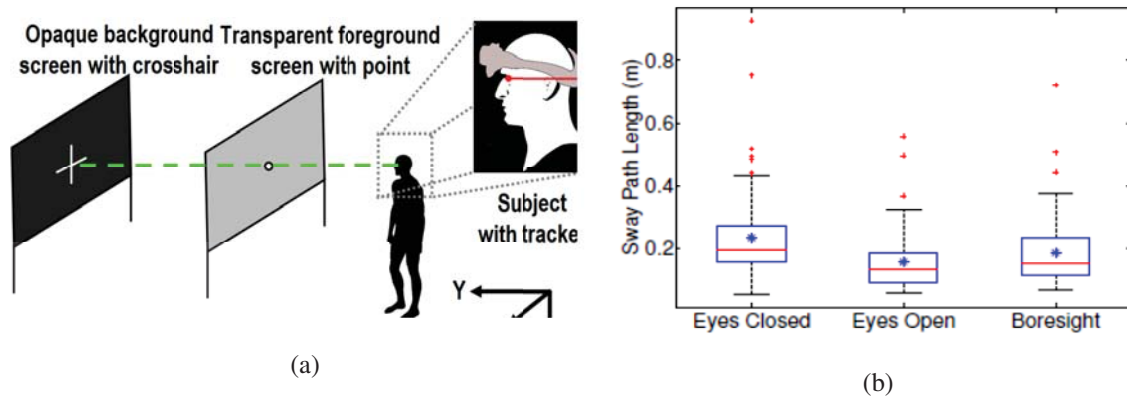 Opaque background
screen with crosshair
Transparent foreground
screen with point
Subject
with tracke
Y
(a)
Sway Path Length (m)
0.8
0.6
0.4
0.2
Eyes Closed
Eyes Open
Boresight
(b)